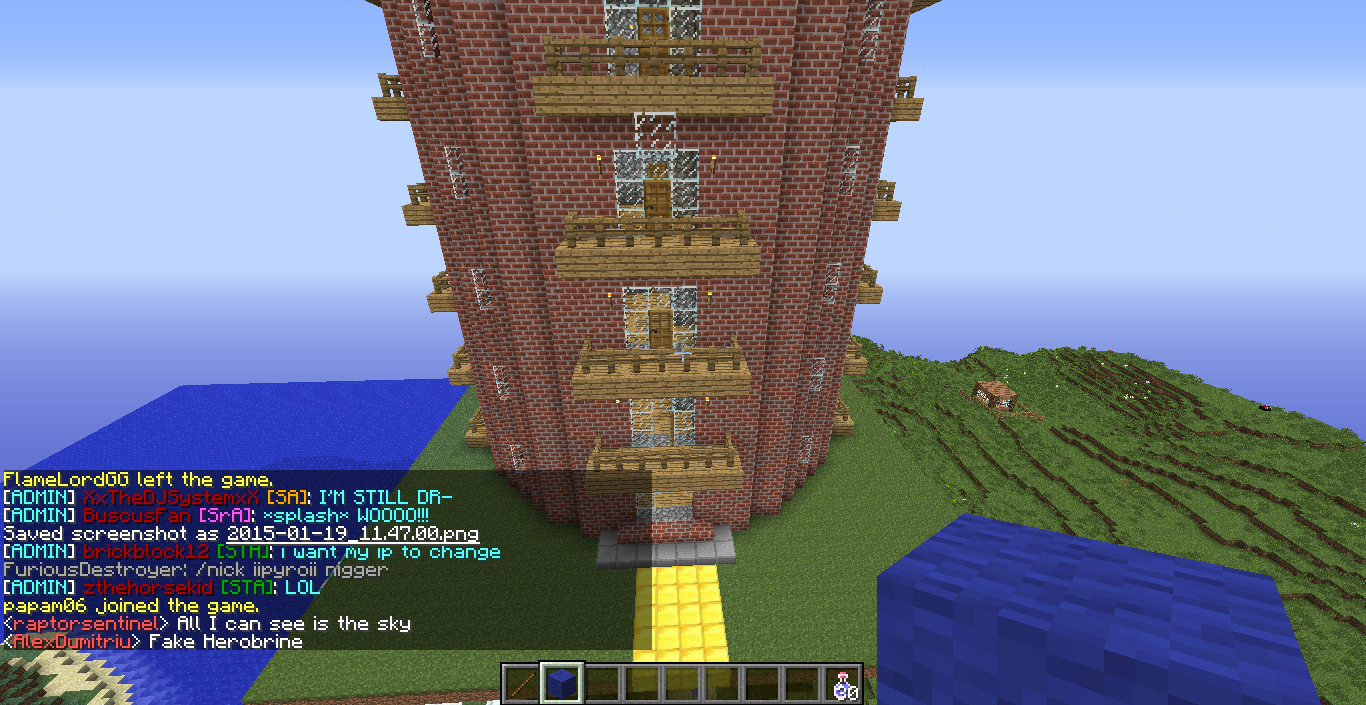 FlameLordGG left the game.
[ADMIN] XxTheDJSystemxX [SA]: I'M STILL DR-
[ADMIN] BuscusFan [SrA]: *splash* WOOOO!!!
Saved screenshot as 2015-01-19_11.47.00.png
[ADMIN] brickblock12 [STA]: i want my ip to change
FuriousDestroyer: /nick iipyroii nigger
[ADMIN] zthehorsekid [STA]: LOL
papam06 joined the game.
<raptorsentinel> All I can see is the sky
<AlexDumitriu> Fake Herobrine